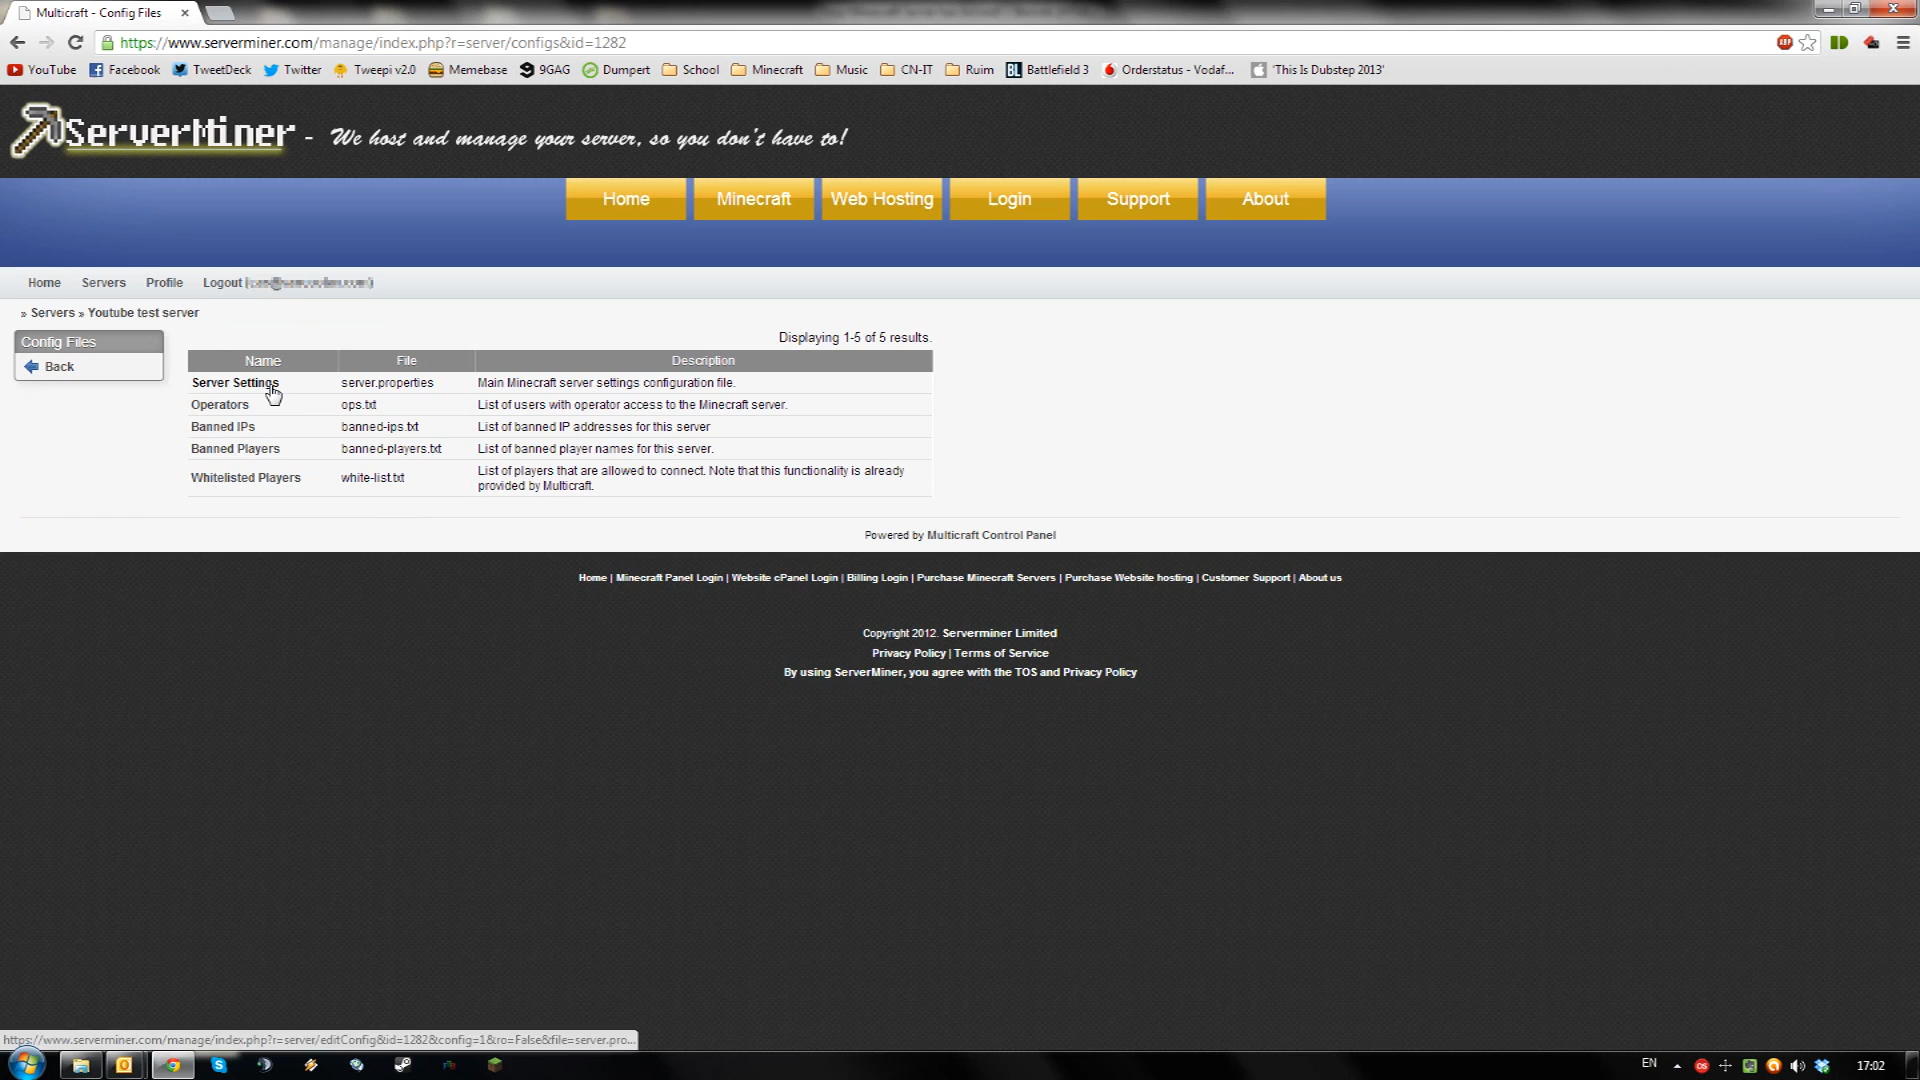 Multicraft - Config Files
https://www.serverminer.com/manage/index.php?r=server/configs&id=1282
YouTube Facebook TweetDeck Twitter Tweepi v2.0 Memebase 9GAG Dumpert School Minecraft Music CN-IT Ruim Battlefield 3 Orderstatus - Vodaf... 'This Is Dubstep 2013'
ServerMiner - We host and manage your server, so you don't have to!
Home Minecraft Web Hosting Login Support About
Home Servers Profile Logout
» Servers » Youtube test server
Config Files
Back
Displaying 1-5 of 5 results.
Name File Description
Server Settings server.properties Main Minecraft server settings configuration file.
Operators ops.txt List of users with operator access to the Minecraft server.
Banned IPs banned-ips.txt List of banned IP addresses for this server
Banned Players banned-players.txt List of banned player names for this server.
Whitelisted Players white-list.txt List of players that are allowed to connect. Note that this functionality is already
provided by Multicraft.
Powered by Multicraft Control Panel
Home | Minecraft Panel Login | Website cPanel Login | Billing Login | Purchase Minecraft Servers | Purchase Website hosting | Customer Support | About us
Copyright 2012. Serverminer Limited
Privacy Policy | Terms of Service
By using ServerMiner, you agree with the TOS and Privacy Policy
https://www.serverminer.com/manage/index.php?r=server/editConfig&id=1282&config=1&ro=False&file=server.pro...
EN 17:02